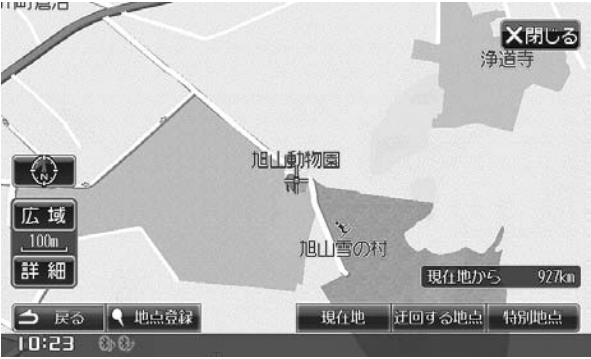 ✕閉じる
浄道寺
旭山動物園
N
旭山雪の村
広域
100m
詳細
現在地から 927km
戻る 地点登録 現在地 迂回する地点 特別地点
10:23